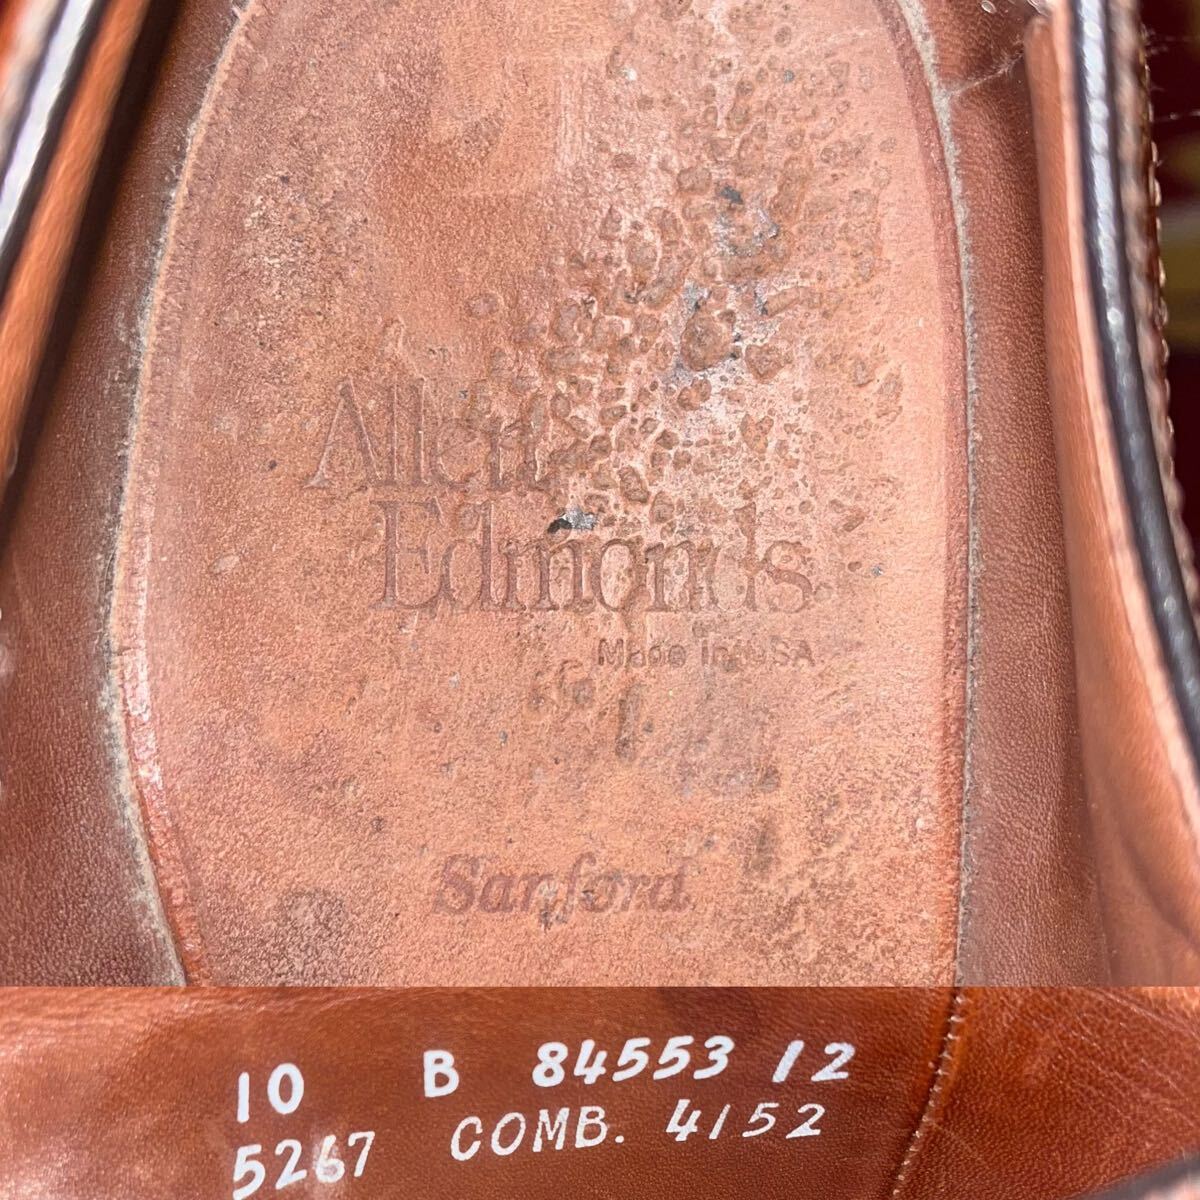 Allen
Edmonds
Made in USA
Sanford
10 B 84553 12
5267 COMB. 4152